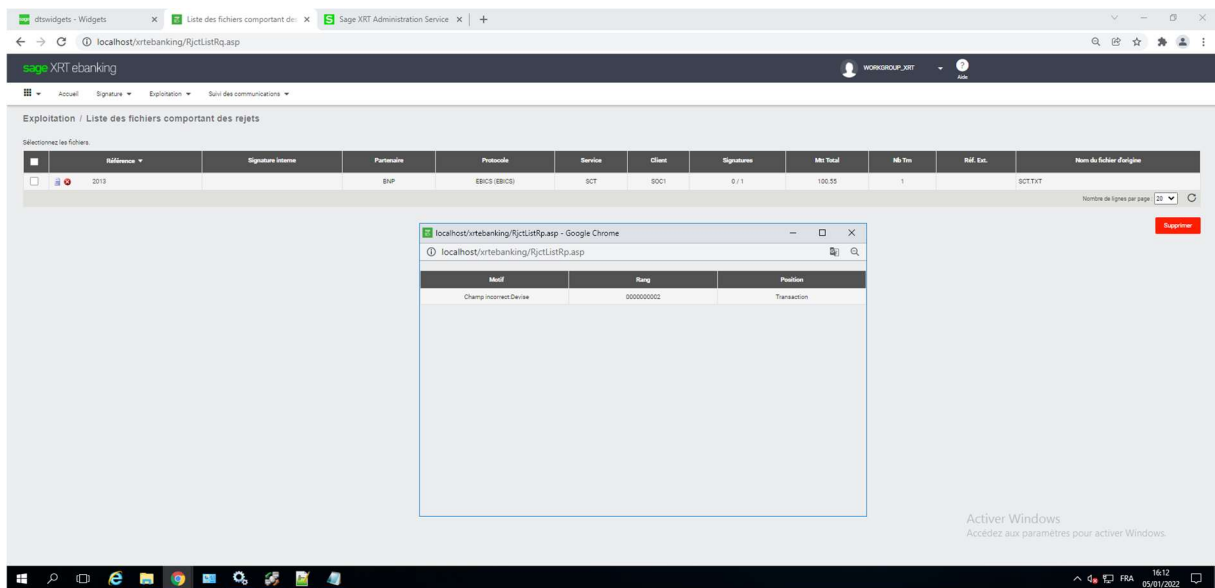 dtswidgets - Widgets
Liste des fichiers comportant de
Sage XRT Administration Service
localhost/xrtebanking/RjctListRq.asp
sage XRT ebanking
WORKGROUP_XRT
?
Aide
Accueil Signature Exploitation Suivi des communications
Exploitation / Liste des fichiers comportant des rejets
Sélectionnez les fichiers.
Référence Signature interne Partenaire Protocole Service Client Signatures Mtt Total Nb Trn Réf. Ext. Nom du fichier d'origine
2013 BNP EBICS (EBICS) SCT SOC1 0 / 1 100,55 1 SCT.TXT
Nombre de lignes par page 20
Supprimer
localhost/xrtebanking/RjctListRp.asp - Google Chrome
localhost/xrtebanking/RjctListRp.asp
Motif Rang Position
Champ incorrect:Devise 0000000002 Transaction
Activer Windows
Accédez aux paramètres pour activer Windows.
FRA
16:12
05/01/2022